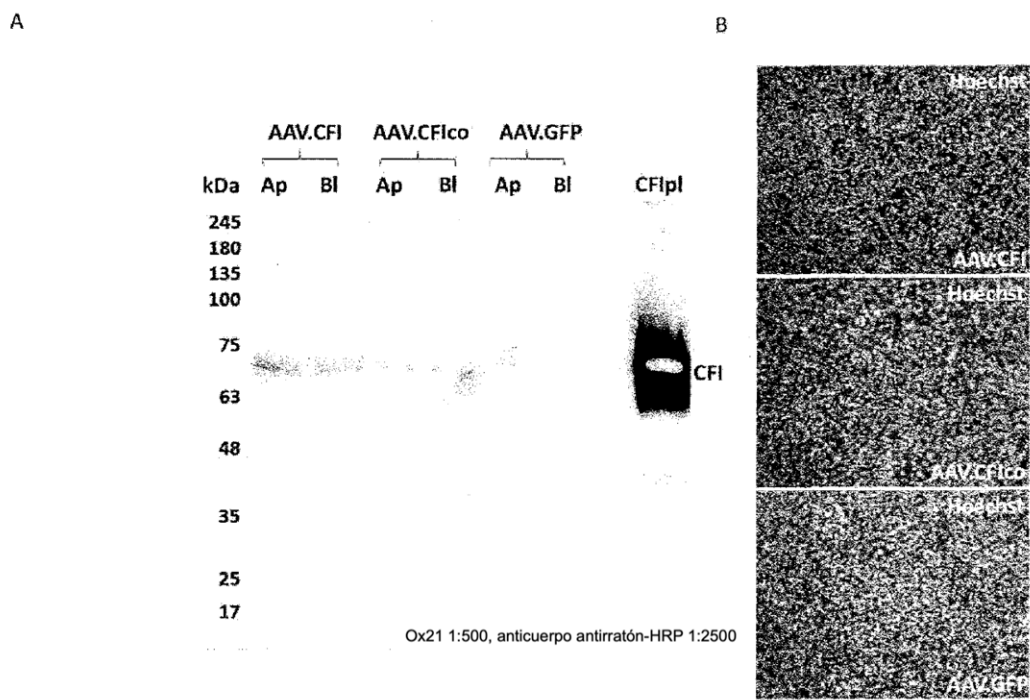 A
B
AAV.CFI AAV.CFIco AAV.GFP
kDa Ap Bl Ap Bl Ap Bl CFIpl
245
180
135
100
75
63
48
35
25
17
CFI
Ox21 1:500, anticuerpo antirratón-HRP 1:2500
Hoechst
AAV.CFI
Hoechst
AAV.CFIco
Hoechst
AAV.GFP